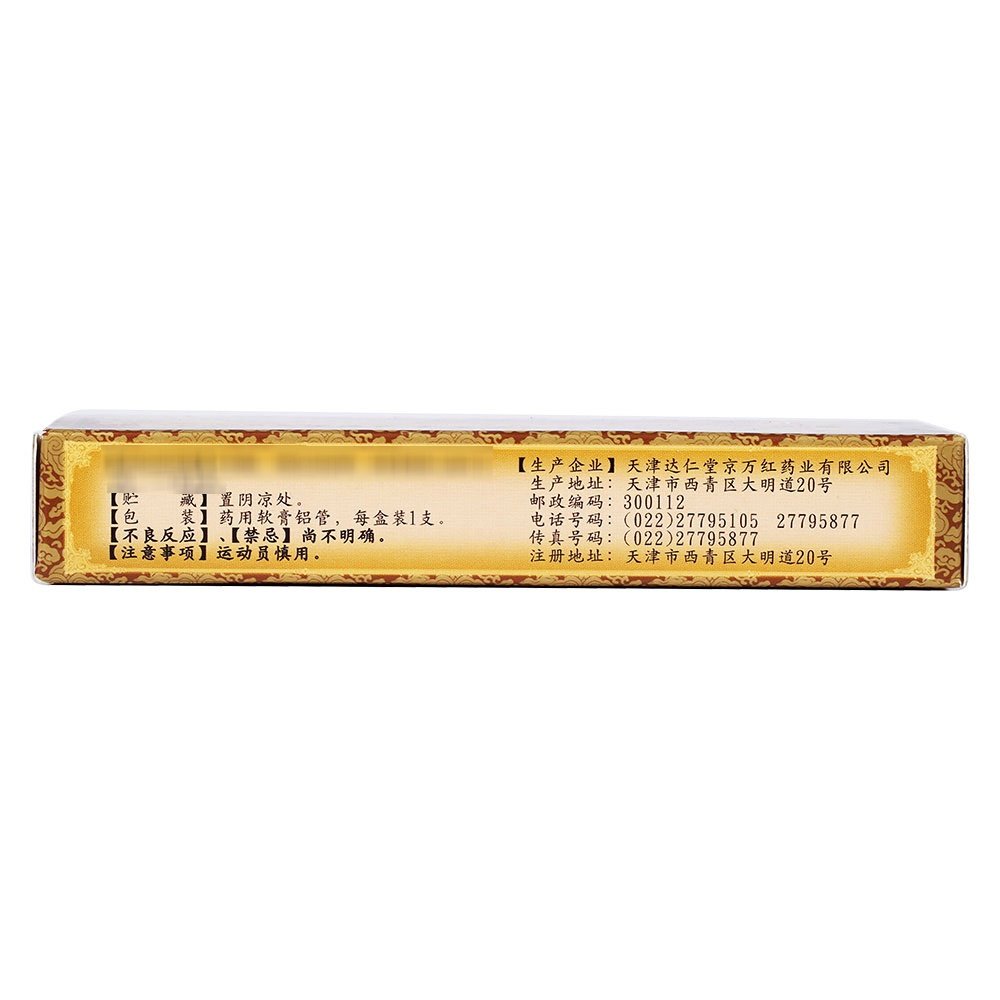 【贮 藏】置阴凉处。
【包 装】药用软膏铝管，每盒装1支。
【不良反应】、【禁忌】尚不明确。
【注意事项】运动员慎用。
【生产企业】天津达仁堂京万红药业有限公司
生产地址：天津市西青区大明道20号
邮政编码：300112
电话号码：(022)27795105 27795877
传真号码：(022)27795877
注册地址：天津市西青区大明道20号